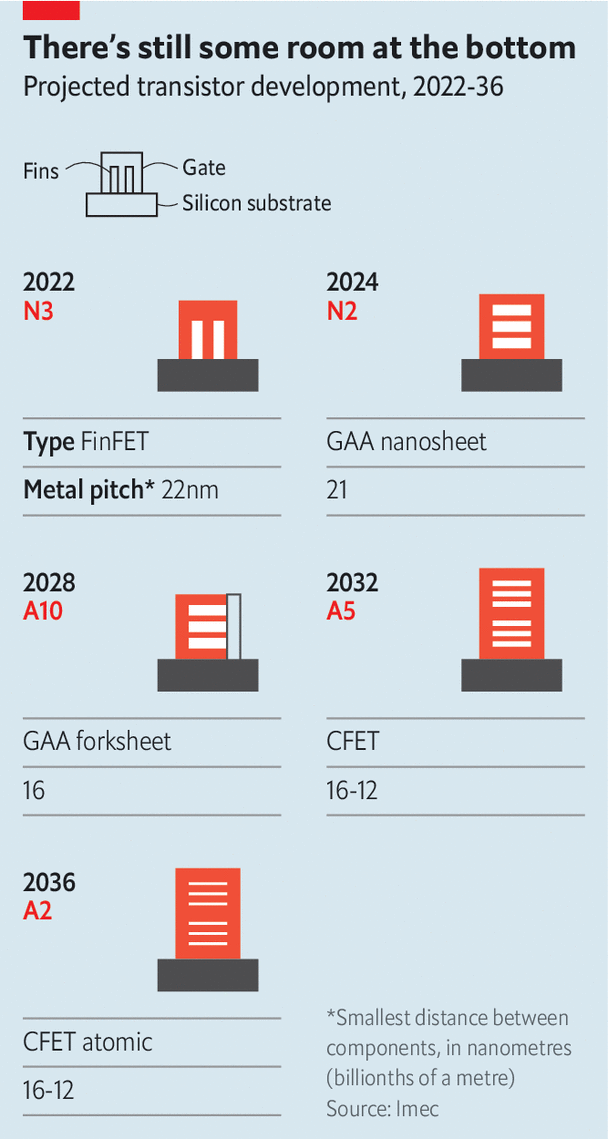 There’s still some room at the bottom
Projected transistor development, 2022-36
Fins
Gate
Silicon substrate
2022
N3
Type FinFET
Metal pitch* 22nm
2024
N2
GAA nanosheet
21
2028
A10
GAA forksheet
16
2032
A5
CFET
16-12
2036
A2
CFET atomic
16-12
*Smallest distance between
components, in nanometres
(billionths of a metre)
Source: Imec